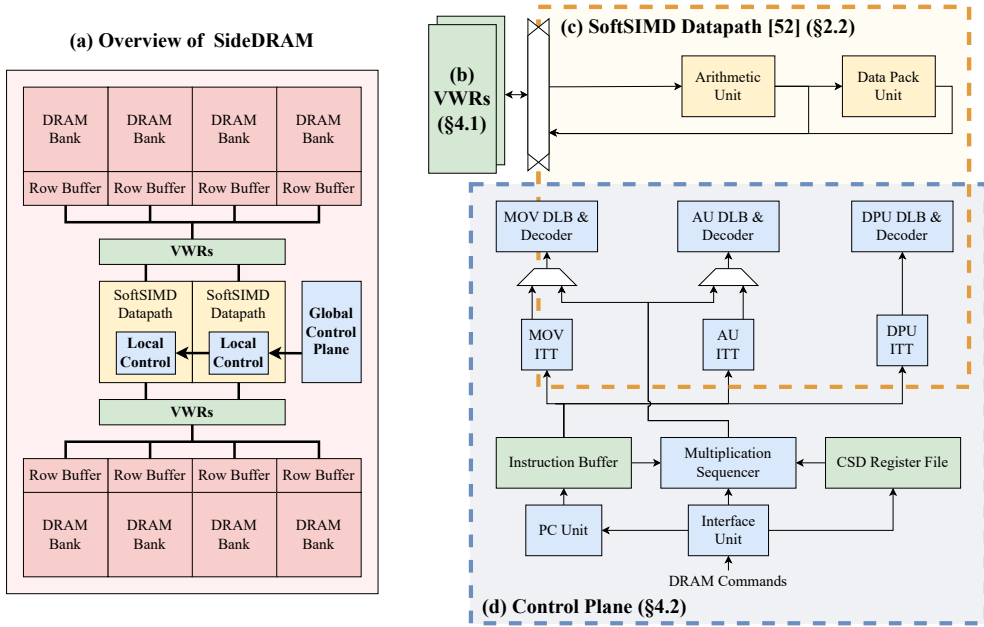 (a) Overview of SideDRAM
DRAM Bank
DRAM Bank
DRAM Bank
DRAM Bank
Row Buffer
Row Buffer
Row Buffer
Row Buffer
VWRs
SoftSIMD
Datapath
SoftSIMD
Datapath
Local
Control
Local
Control
Global
Control
Plane
VWRs
Row Buffer
Row Buffer
Row Buffer
Row Buffer
DRAM
Bank
DRAM
Bank
DRAM
Bank
DRAM
Bank
(b)
VWRs
(§4.1)
(c) SoftSIMD Datapath [52] (§2.2)
Arithmetic
Unit
Data Pack
Unit
MOV DLB &
Decoder
AU DLB &
Decoder
DPU DLB &
Decoder
MOV
ITT
AU
ITT
DPU
ITT
Instruction Buffer
Multiplication
Sequencer
CSD Register File
PC Unit
Interface
Unit
DRAM Commands
(d) Control Plane (§4.2)